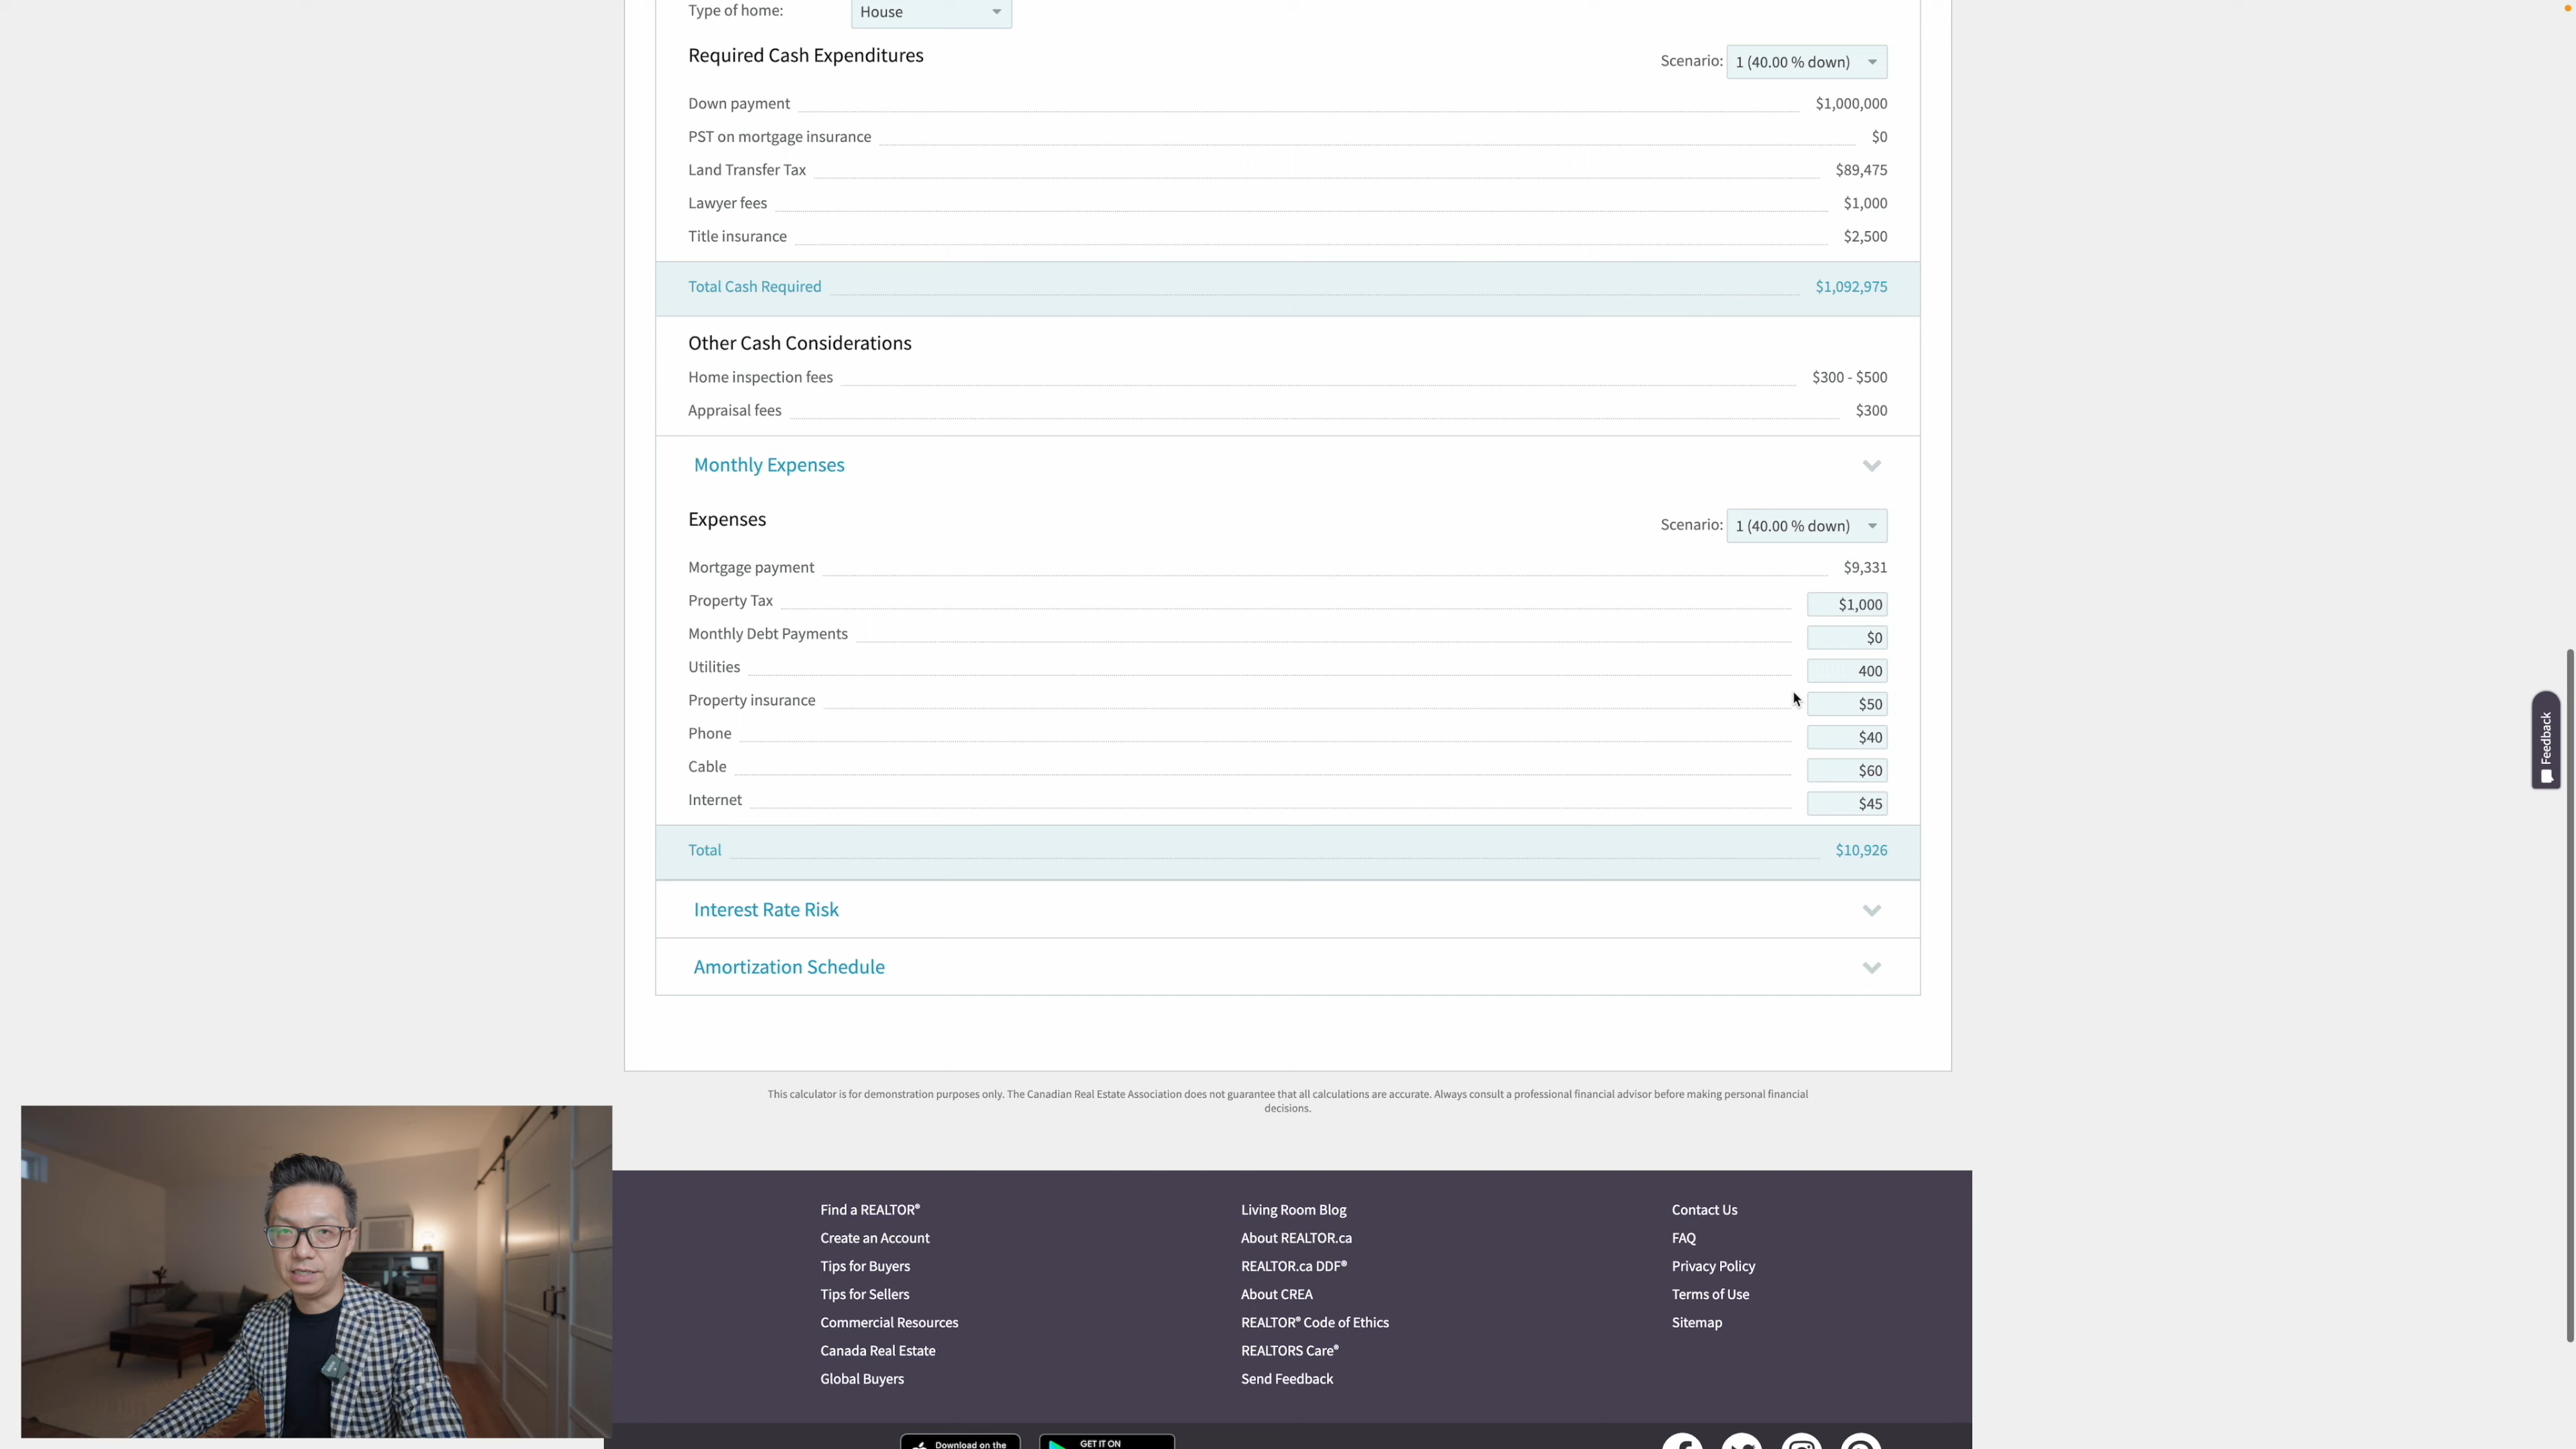 Type of home: House
Required Cash Expenditures Scenario: 1 (40.00 % down)
Down payment $1,000,000
PST on mortgage insurance $0
Land Transfer Tax $89,475
Lawyer fees $1,000
Title insurance $2,500
Total Cash Required $1,092,975
Other Cash Considerations
Home inspection fees $300 - $500
Appraisal fees $300
Monthly Expenses
Expenses Scenario: 1 (40.00 % down)
Mortgage payment $9,331
Property Tax $1,000
Monthly Debt Payments $0
Utilities 400
Property insurance $50
Phone $40
Cable $60
Internet $45
Total $10,926
Interest Rate Risk
Amortization Schedule
Feedback
This calculator is for demonstration purposes only. The Canadian Real Estate Association does not guarantee that all calculations are accurate. Always consult a professional financial advisor before making personal financial
decisions.
Find a REALTOR® Living Room Blog Contact Us
Create an Account About REALTOR.ca FAQ
Tips for Buyers REALTOR.ca DDF® Privacy Policy
Tips for Sellers About CREA Terms of Use
Commercial Resources REALTOR® Code of Ethics Sitemap
Canada Real Estate REALTORS Care®
Global Buyers Send Feedback
Download on the GET IT ON